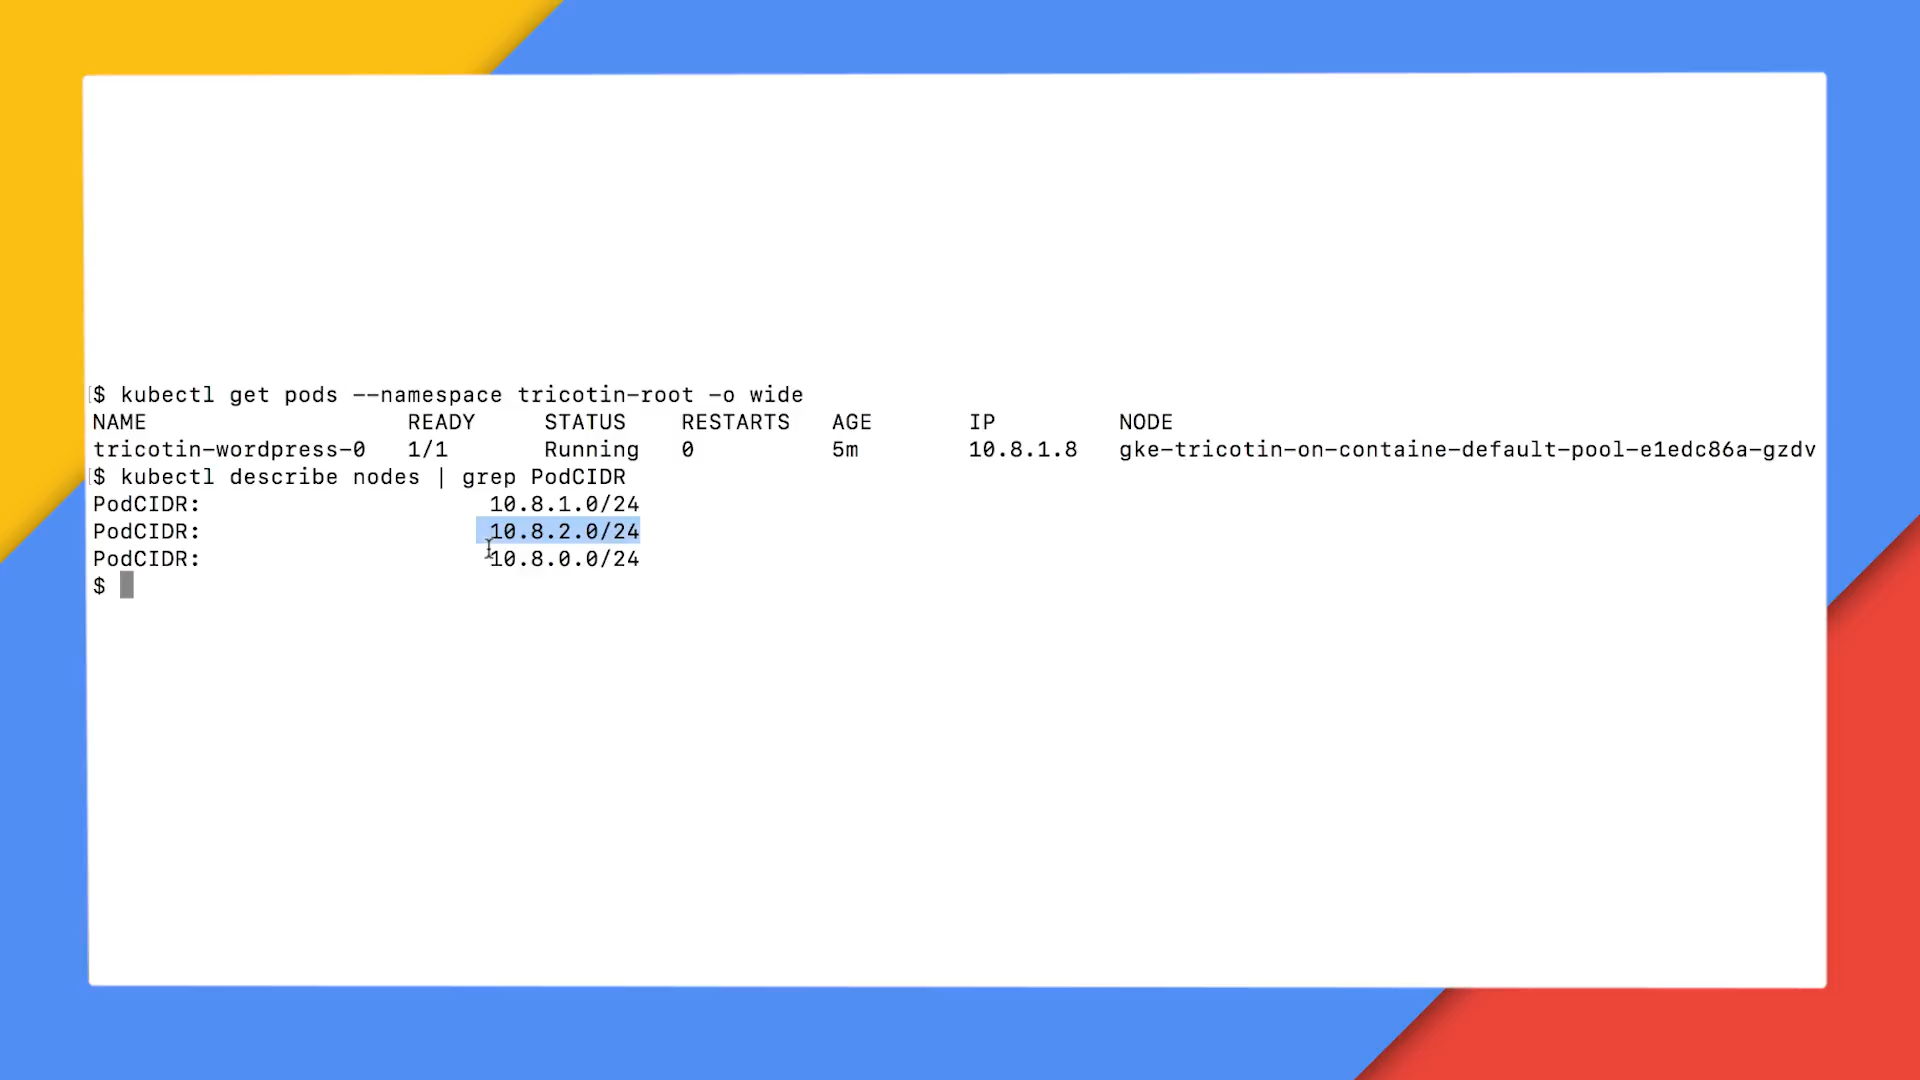 $ kubectl get pods --namespace tricotin-root -o wide
NAME READY STATUS RESTARTS AGE IP NODE
tricotin-wordpress-0 1/1 Running 0 5m 10.8.1.8 gke-tricotin-on-containe-default-pool-e1edc86a-gzdv
$ kubectl describe nodes | grep PodCIDR
PodCIDR: 10.8.1.0/24
PodCIDR: 10.8.2.0/24
PodCIDR: 10.8.0.0/24
$